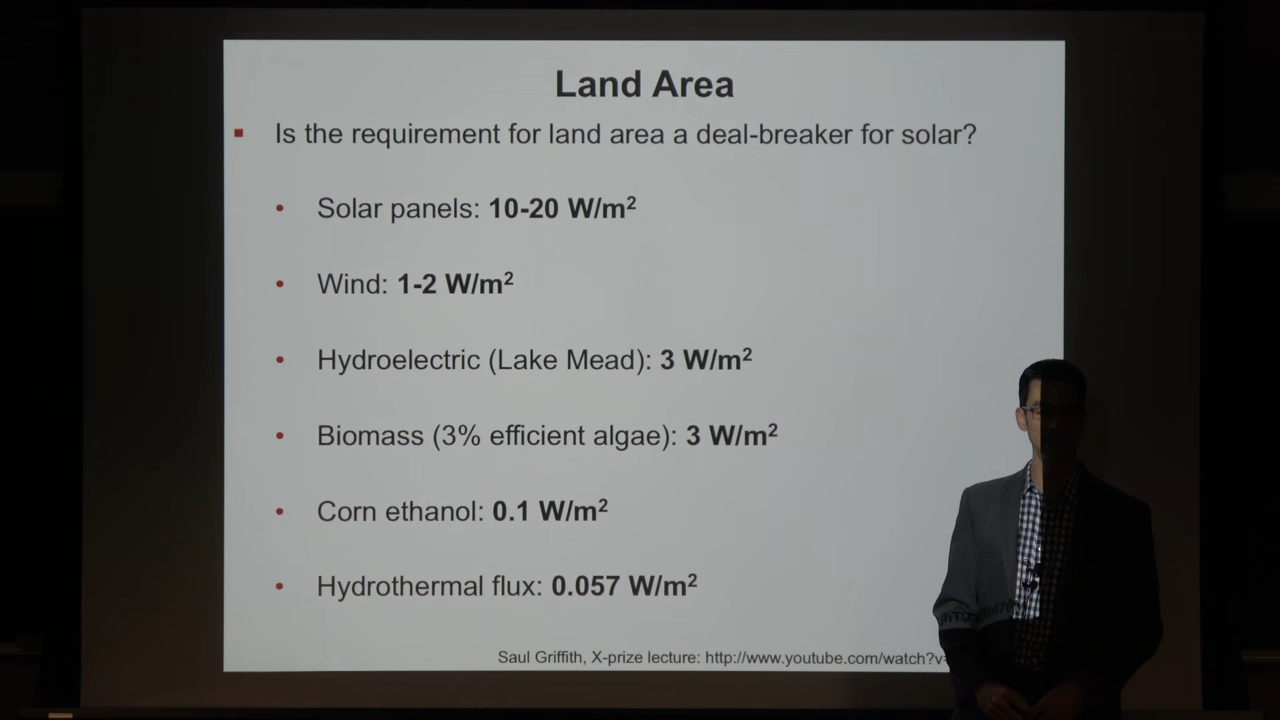 Land Area
Is the requirement for land area a deal-breaker for solar?
Solar panels: 10-20 W/m²
Wind: 1-2 W/m²
Hydroelectric (Lake Mead): 3 W/m²
Biomass (3% efficient algae): 3 W/m²
Corn ethanol: 0.1 W/m²
Hydrothermal flux: 0.057 W/m²
Saul Griffith, X-prize lecture: http://www.youtube.com/watch?v=